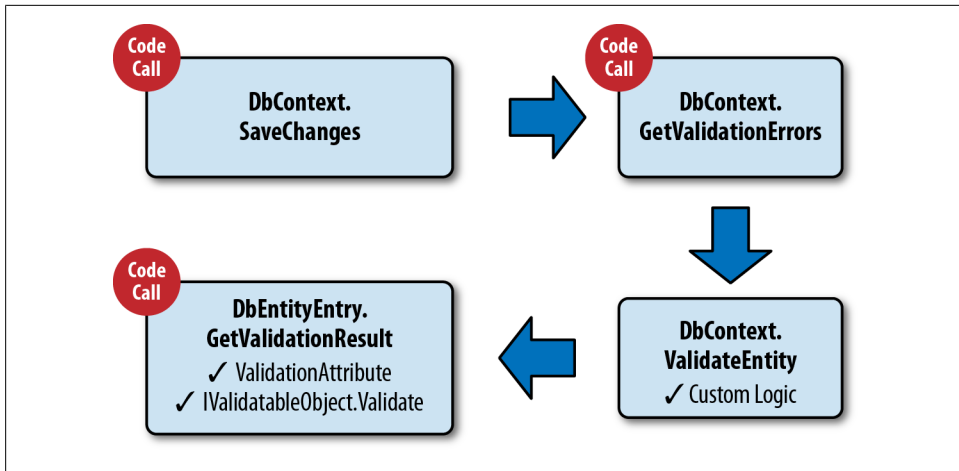 Code
Call
DbContext.
SaveChanges
Code
Call
DbContext.
GetValidationErrors
Code
Call
DbEntityEntry.
GetValidationResult
✓ ValidationAttribute
✓ IValidatableObject.Validate
DbContext.
ValidateEntity
✓ Custom Logic